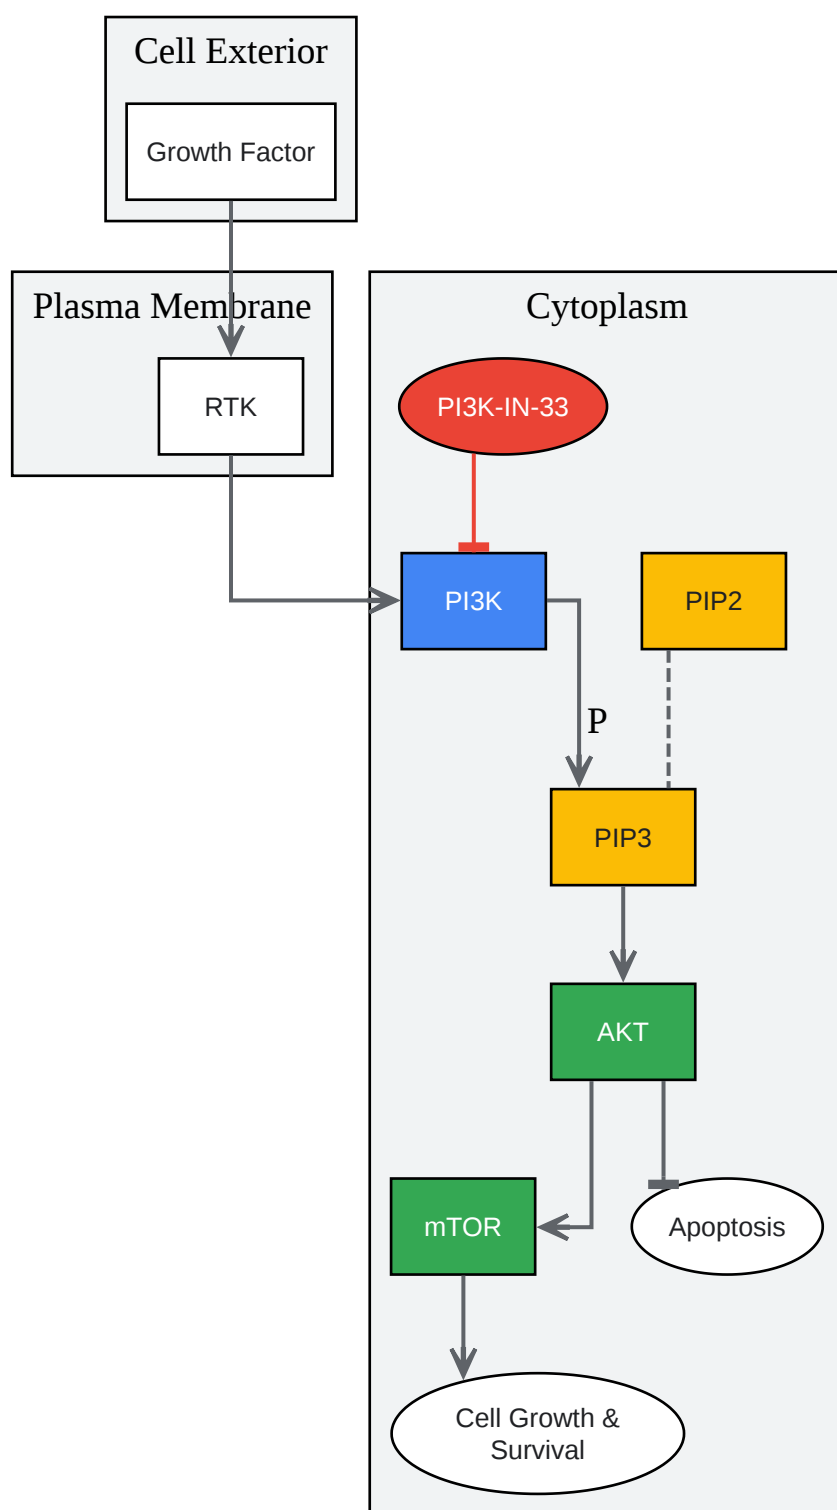 Cell Exterior
Growth Factor
Plasma Membrane
Cytoplasm
RTK
PI3K-IN-33
PI3K
PIP2
P
PIP3
AKT
mTOR
Apoptosis
Cell Growth &
Survival